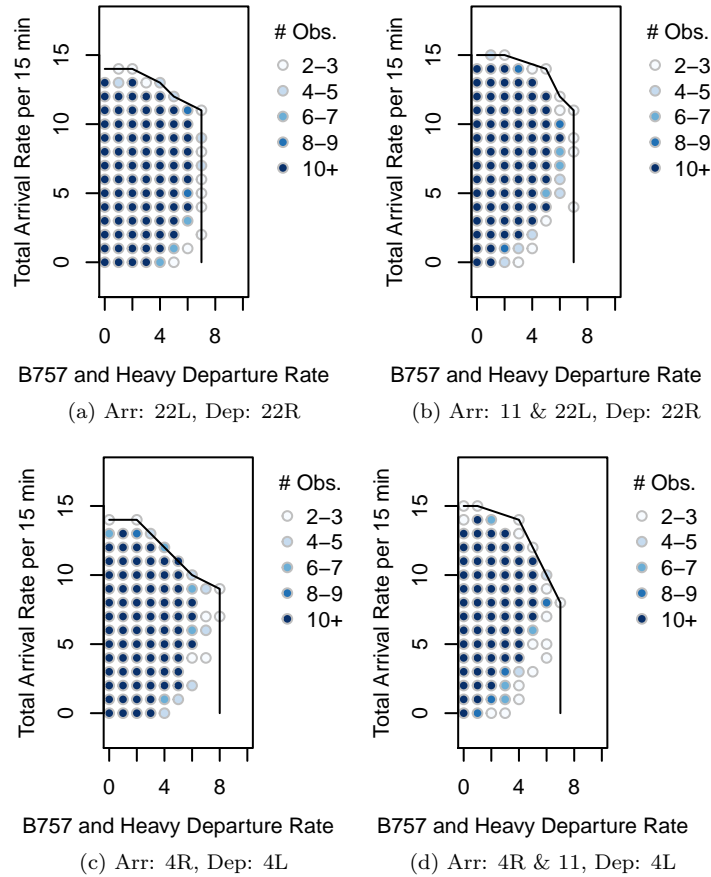 Total Arrival Rate per 15 min
15
10
5
0
0 4 8
B757 and Heavy Departure Rate
# Obs.
2–3
4–5
6–7
8–9
10+
(a) Arr: 22L, Dep: 22R
Total Arrival Rate per 15 min
15
10
5
0
0 4 8
B757 and Heavy Departure Rate
# Obs.
2–3
4–5
6–7
8–9
10+
(b) Arr: 11 & 22L, Dep: 22R
Total Arrival Rate per 15 min
15
10
5
0
0 4 8
B757 and Heavy Departure Rate
# Obs.
2–3
4–5
6–7
8–9
10+
(c) Arr: 4R, Dep: 4L
Total Arrival Rate per 15 min
15
10
5
0
0 4 8
B757 and Heavy Departure Rate
# Obs.
2–3
4–5
6–7
8–9
10+
(d) Arr: 4R & 11, Dep: 4L